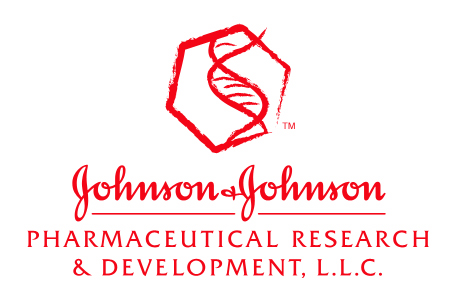 TM
Johnson & Johnson
PHARMACEUTICAL RESEARCH
& DEVELOPMENT, L.L.C.